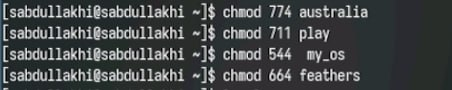 [sabdullakhi@sabdullakhi ~]$ chmod 774 australia
[sabdullakhi@sabdullakhi ~]$ chmod 711 play
[sabdullakhi@sabdullakhi ~]$ chmod 544  my_os
[sabdullakhi@sabdullakhi ~]$ chmod 664 feathers